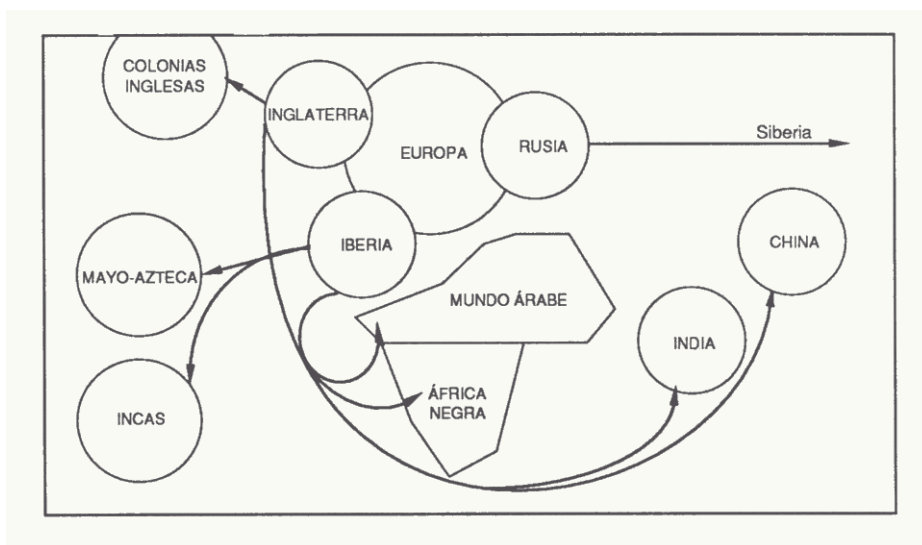 COLONIAS
INGLESAS
INGLATERRA
EUROPA
RUSIA
Siberia
IBERIA
CHINA
MAYO-AZTECA
MUNDO ÁRABE
INDIA
ÁFRICA
NEGRA
INCAS